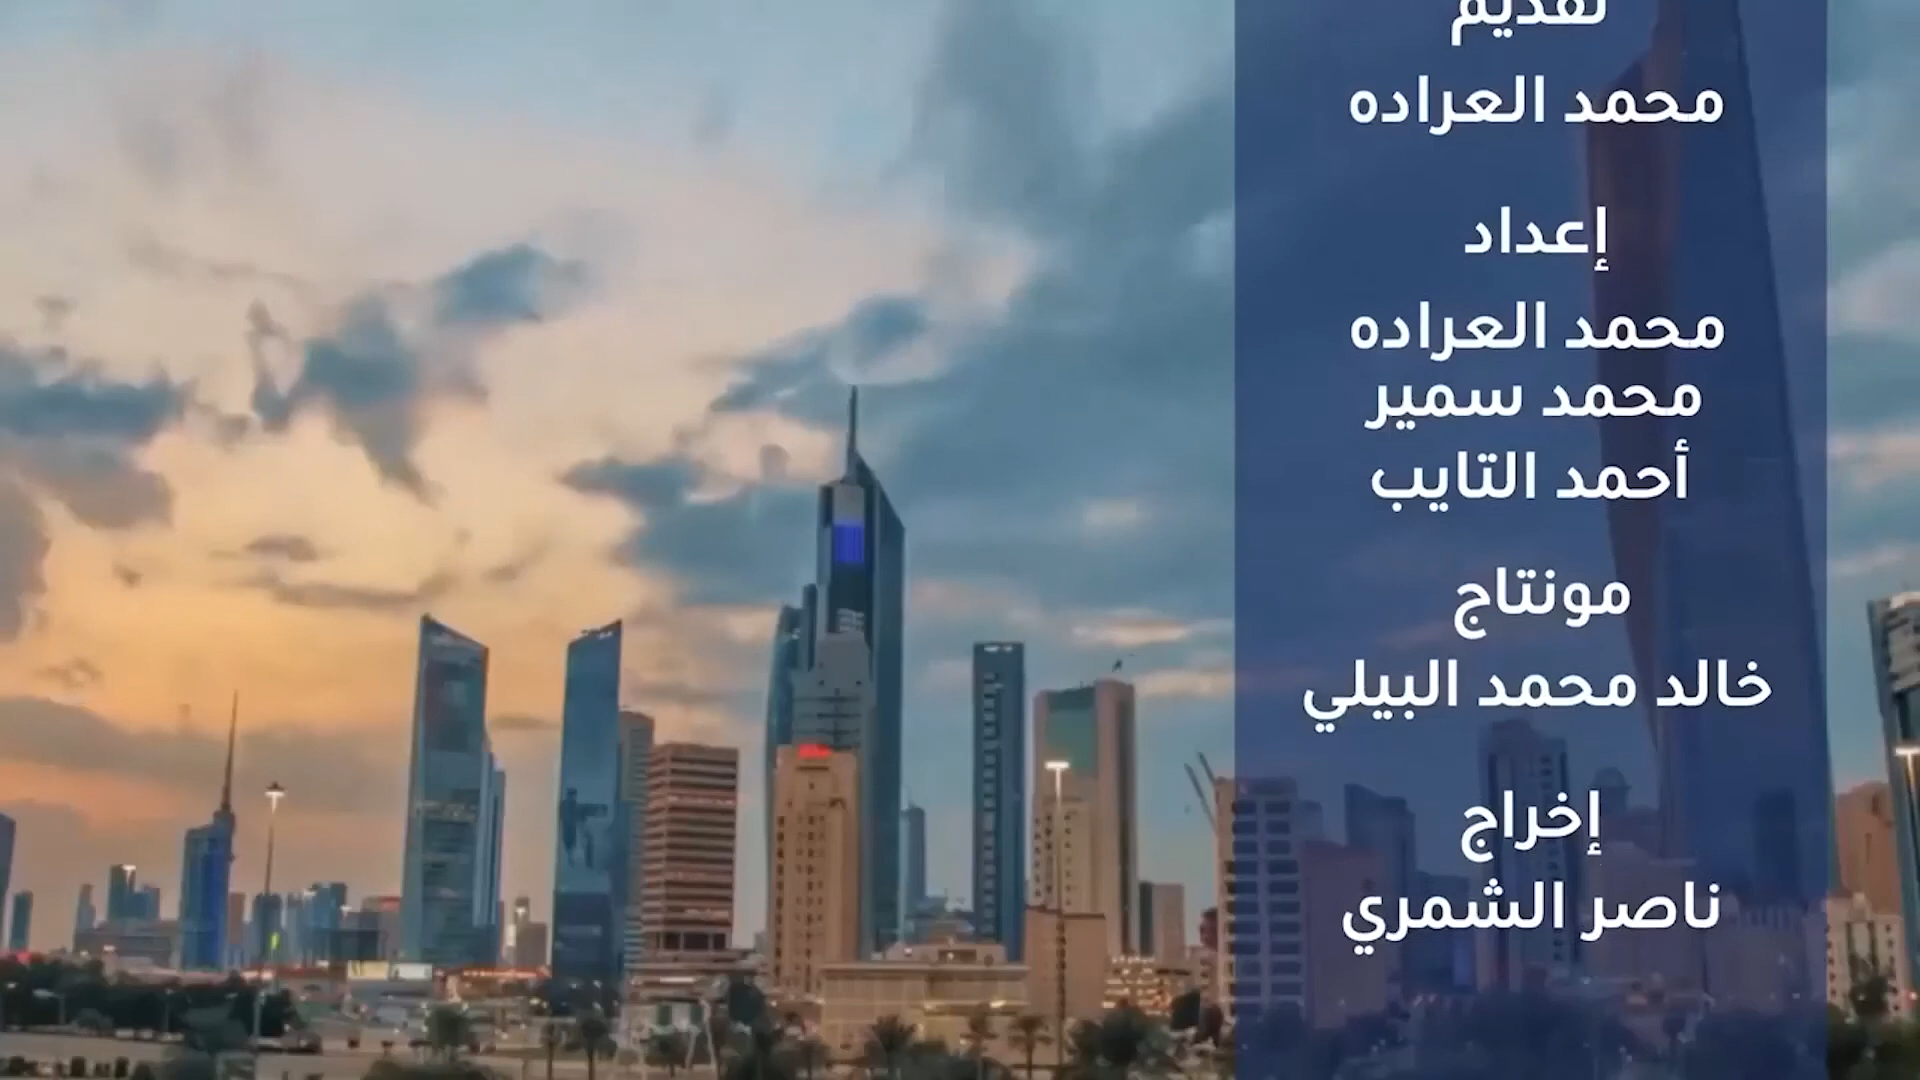 تقديم
محمد العراده
إعداد
محمد العراده
محمد سمير
أحمد التايب
مونتاج
خالد محمد البيلي
إخراج
ناصر الشمري